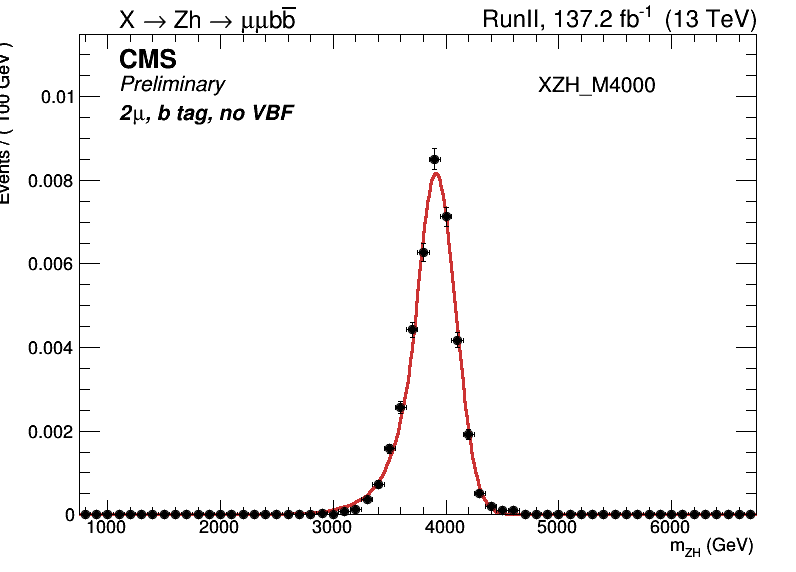 X → Zh → μμbb̅ RunII, 137.2 fb⁻¹ (13 TeV)
CMS
Preliminary
XZH_M4000
2μ, b tag, no VBF
Events / ( 100 GeV )
0.01
0.008
0.006
0.004
0.002
0
1000 2000 3000 4000 5000 6000
m_ZH (GeV)